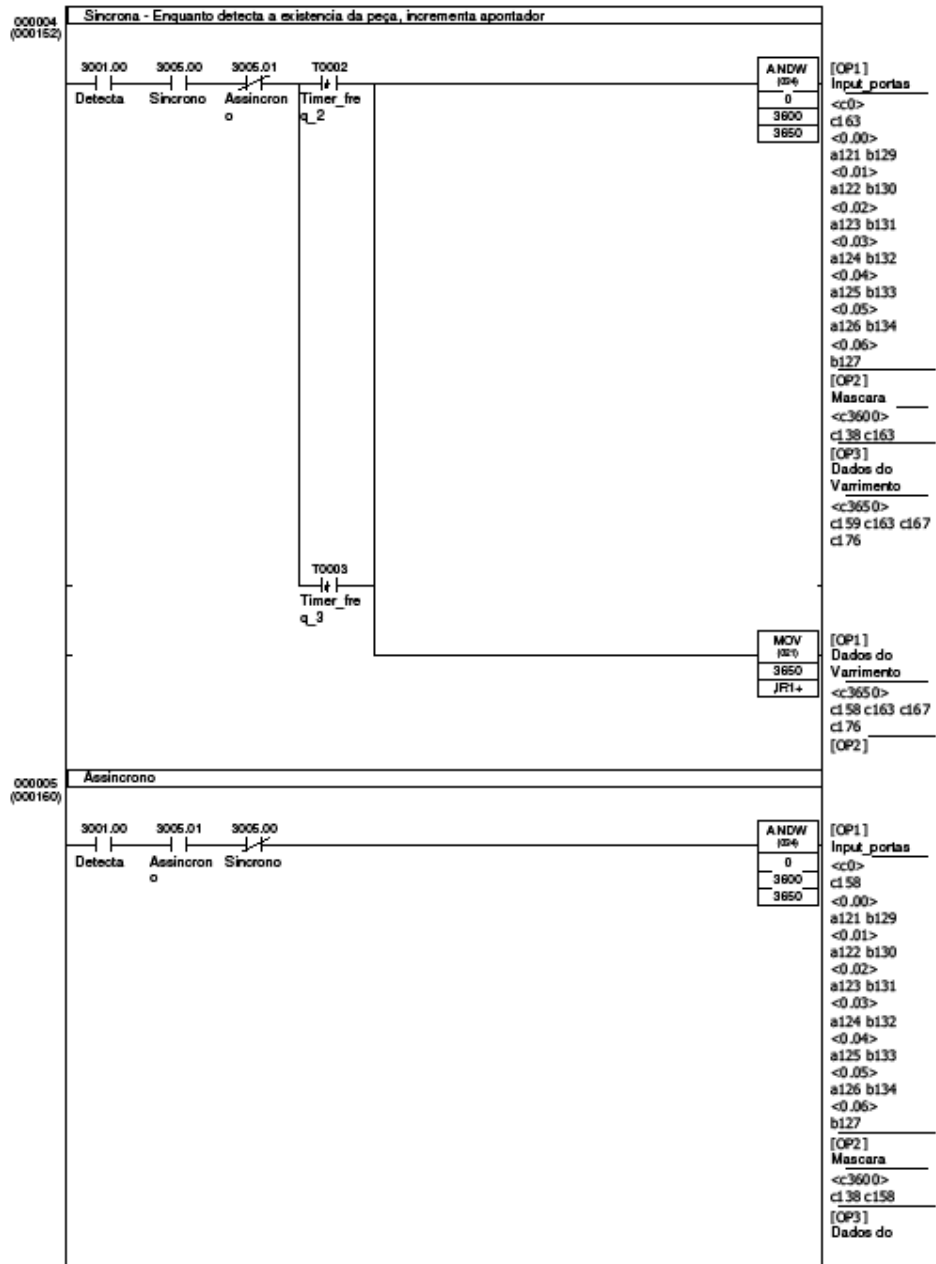 000004
(000152)
Sincrona - Enquanto detecta a existencia da peça, incrementa apontador
3001.00 3005.00 3005.01 T0002
Detecta Sincrono Assincron Timer_fre
o q_2
ANDW
(034)
0
3600
3650
[OP1]
Input_portas
<c0>
c163
<0.00>
a121 b129
<0.01>
a122 b130
<0.02>
a123 b131
<0.03>
a124 b132
<0.04>
a125 b133
<0.05>
a126 b134
<0.06>
b127
[OP2]
Mascara
<c3600>
c138 c163
[OP3]
Dados do
Varrimento
<c3650>
c159 c163 c167
c176
T0003
Timer_fre
q_3
MOV
(021)
3650
,IR1+
[OP1]
Dados do
Varrimento
<c3650>
c158 c163 c167
c176
[OP2]
000005
(000160)
Assincrono
3001.00 3005.01 3005.00
Detecta Assincron Sincrono
o
ANDW
(034)
0
3600
3650
[OP1]
Input_portas
<c0>
c158
<0.00>
a121 b129
<0.01>
a122 b130
<0.02>
a123 b131
<0.03>
a124 b132
<0.04>
a125 b133
<0.05>
a126 b134
<0.06>
b127
[OP2]
Mascara
<c3600>
c138 c158
[OP3]
Dados do